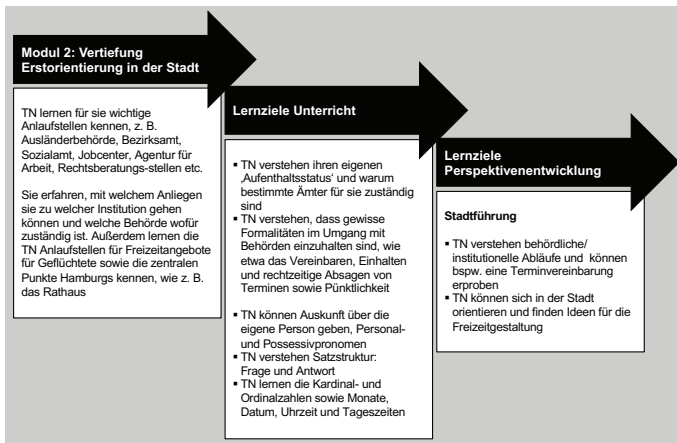 Modul 2: Vertiefung
Erstorientierung in der Stadt
TN lernen für sie wichtige
Anlaufstellen kennen, z. B.
Ausländerbehörde, Bezirksamt,
Sozialamt, Jobcenter, Agentur für
Arbeit, Rechtsberatungs-stellen etc.
Sie erfahren, mit welchem Anliegen
sie zu welcher Institution gehen
können und welche Behörde wofür
zuständig ist. Außerdem lernen die
TN Anlaufstellen für Freizeitangebote
für Geflüchtete sowie die zentralen
Punkte Hamburgs kennen, wie z. B.
das Rathaus
Lernziele Unterricht
▪ TN verstehen ihren eigenen
‚Aufenthaltsstatus' und warum
bestimmte Ämter für sie zuständig
sind
▪ TN verstehen, dass gewisse
Formalitäten im Umgang mit
Behörden einzuhalten sind, wie
etwa das Vereinbaren, Einhalten
und rechtzeitige Absagen von
Terminen sowie Pünktlichkeit
▪ TN können Auskunft über die
eigene Person geben, Personal-
und Possessivpronomen
▪ TN verstehen Satzstruktur:
Frage und Antwort
▪ TN lernen die Kardinal- und
Ordinalzahlen sowie Monate,
Datum, Uhrzeit und Tageszeiten
Lernziele
Perspektivenentwicklung
Stadtführung
▪ TN verstehen behördliche/
institutionelle Abläufe und können
bspw. eine Terminvereinbarung
erproben
▪ TN können sich in der Stadt
orientieren und finden Ideen für die
Freizeitgestaltung